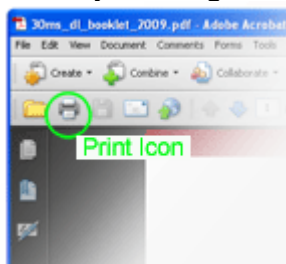 30ms_dl_booklet_2009.pdf - Adobe Acrobat
File Edit View Document Comments Forms Tools
Create Combine Collaborate
Print Icon